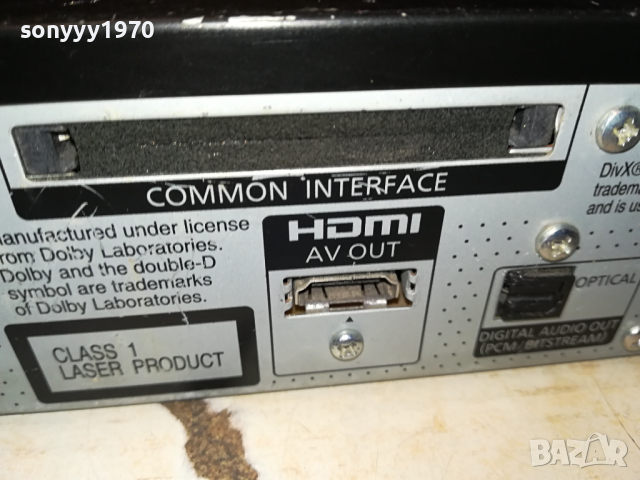 sonyyy1970
COMMON INTERFACE
manufactured under license
from Dolby Laboratories.
Dolby and the double-D
symbol are trademarks
of Dolby Laboratories.
HDMI
AV OUT
DivX®
tradema
and is us
OPTICAL
DIGITAL AUDIO OUT
(PCM/BITSTREAM)
CLASS 1
LASER PRODUCT
BAZAR